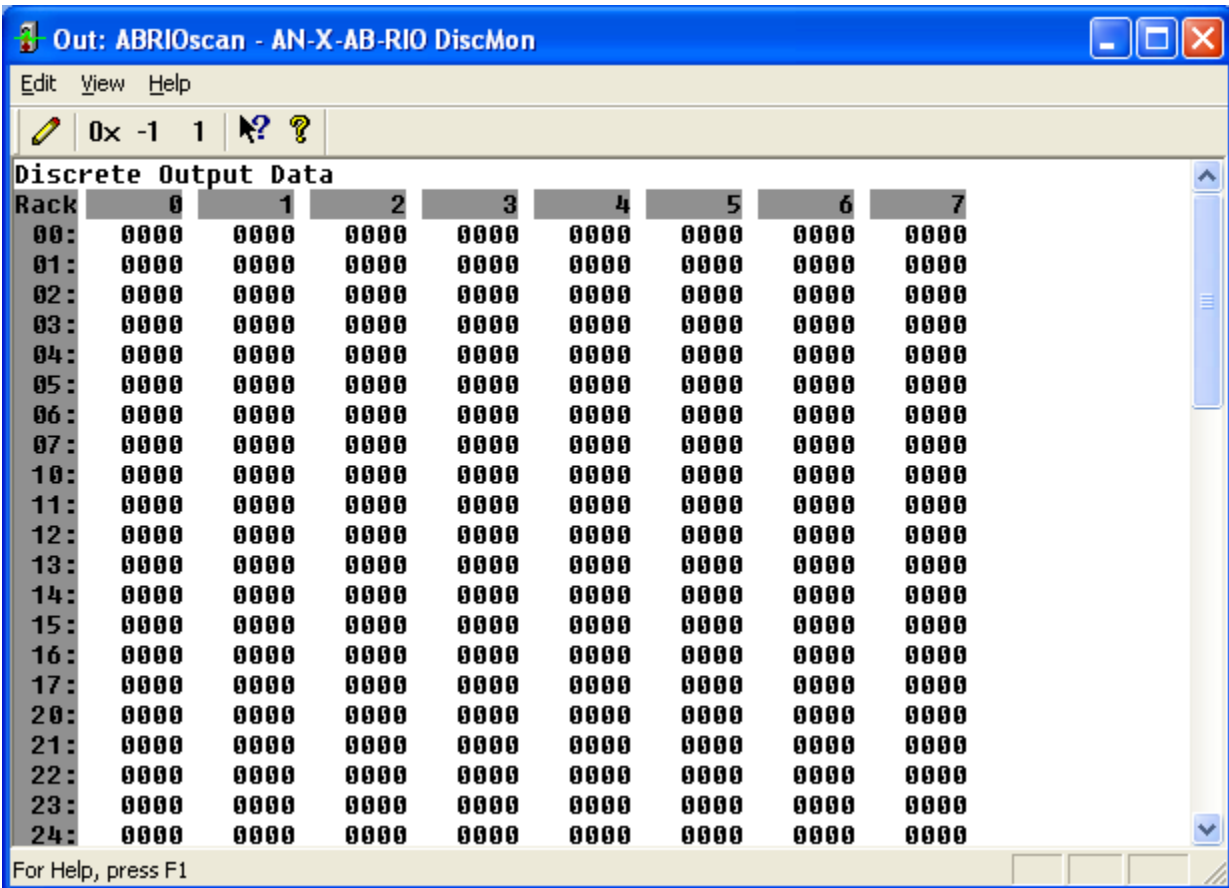 Out: ABRIOscan - AN-X-AB-RIO DiscMon
Edit View Help
0x -1 1
Discrete Output Data
Rack 0 1 2 3 4 5 6 7
00: 0000 0000 0000 0000 0000 0000 0000 0000
01: 0000 0000 0000 0000 0000 0000 0000 0000
02: 0000 0000 0000 0000 0000 0000 0000 0000
03: 0000 0000 0000 0000 0000 0000 0000 0000
04: 0000 0000 0000 0000 0000 0000 0000 0000
05: 0000 0000 0000 0000 0000 0000 0000 0000
06: 0000 0000 0000 0000 0000 0000 0000 0000
07: 0000 0000 0000 0000 0000 0000 0000 0000
10: 0000 0000 0000 0000 0000 0000 0000 0000
11: 0000 0000 0000 0000 0000 0000 0000 0000
12: 0000 0000 0000 0000 0000 0000 0000 0000
13: 0000 0000 0000 0000 0000 0000 0000 0000
14: 0000 0000 0000 0000 0000 0000 0000 0000
15: 0000 0000 0000 0000 0000 0000 0000 0000
16: 0000 0000 0000 0000 0000 0000 0000 0000
17: 0000 0000 0000 0000 0000 0000 0000 0000
20: 0000 0000 0000 0000 0000 0000 0000 0000
21: 0000 0000 0000 0000 0000 0000 0000 0000
22: 0000 0000 0000 0000 0000 0000 0000 0000
23: 0000 0000 0000 0000 0000 0000 0000 0000
24: 0000 0000 0000 0000 0000 0000 0000 0000
For Help, press F1